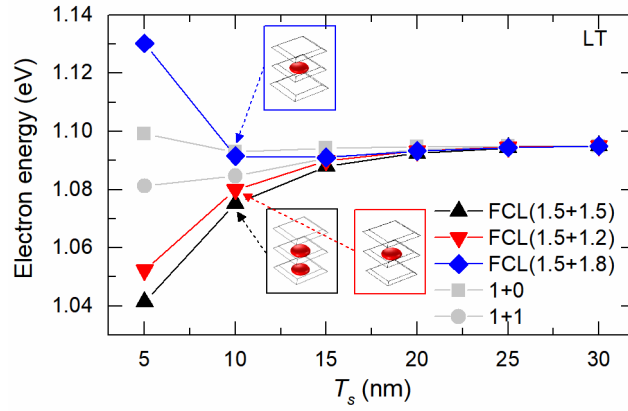 LT
Electron energy (eV)
1.14
1.12
1.10
1.08
1.06
1.04
FCL(1.5+1.5)
FCL(1.5+1.2)
FCL(1.5+1.8)
1+0
1+1
5 10 15 20 25 30
Ts (nm)